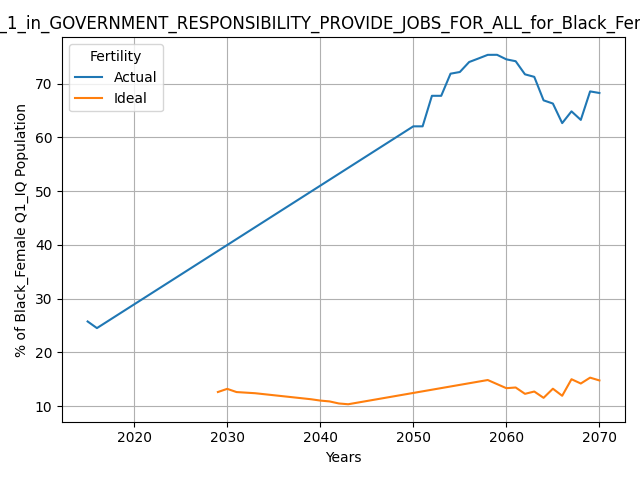 _1_in_GOVERNMENT_RESPONSIBILITY_PROVIDE_JOBS_FOR_ALL_for_Black_Fem
Fertility
Actual
Ideal
% of Black_Female Q1_IQ Population
70
60
50
40
30
20
10
2020 2030 2040 2050 2060 2070
Years